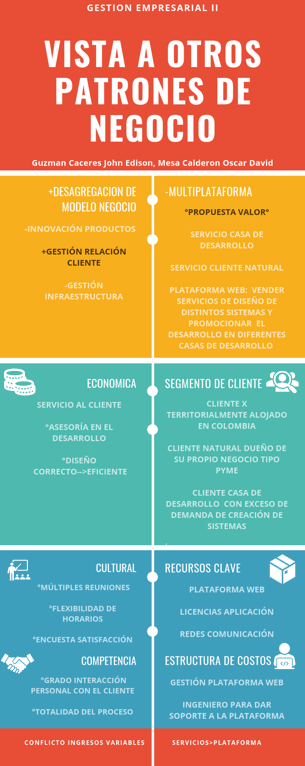 GESTION EMPRESARIAL II
VISTA A OTROS
PATRONES DE
NEGOCIO
Guzman Caceres John Edison, Mesa Calderon Oscar David
+DESAGREGACION DE
MODELO NEGOCIO
-INNOVACIÓN PRODUCTOS
+GESTIÓN RELACIÓN
CLIENTE
-GESTIÓN
INFRAESTRUCTURA
-MULTIPLATAFORMA
°PROPUESTA VALOR°
SERVICIO CASA DE
DESARROLLO
SERVICIO CLIENTE NATURAL
PLATAFORMA WEB: VENDER
SERVICIOS DE DISEÑO DE
DISTINTOS SISTEMAS Y
PROMOCIONAR EL
DESARROLLO EN DIFERENTES
CASAS DE DESARROLLO
ECONOMICA
SERVICIO AL CLIENTE
°ASESORÍA EN EL
DESARROLLO
°DISEÑO
CORRECTO-->EFICIENTE
SEGMENTO DE CLIENTE
CLIENTE X
TERRITORIALMENTE ALOJADO
EN COLOMBIA
CLIENTE NATURAL DUEÑO DE
SU PROPIO NEGOCIO TIPO
PYME
CLIENTE CASA DE
DESARROLLO CON EXCESO DE
DEMANDA DE CREACIÓN DE
SISTEMAS
CULTURAL
°MÚLTIPLES REUNIONES
°FLEXIBILIDAD DE
HORARIOS
°ENCUESTA SATISFACCIÓN
COMPETENCIA
°GRADO INTERACCIÓN
PERSONAL CON EL CLIENTE
°TOTALIDAD DEL PROCESO
RECURSOS CLAVE
PLATAFORMA WEB
LICENCIAS APLICACIÓN
REDES COMUNICACIÓN
ESTRUCTURA DE COSTOS
GESTIÓN PLATAFORMA WEB
INGENIERO PARA DAR
SOPORTE A LA PLATAFORMA
CONFLICTO INGRESOS VARIABLES
SERVICIOS>PLATAFORMA